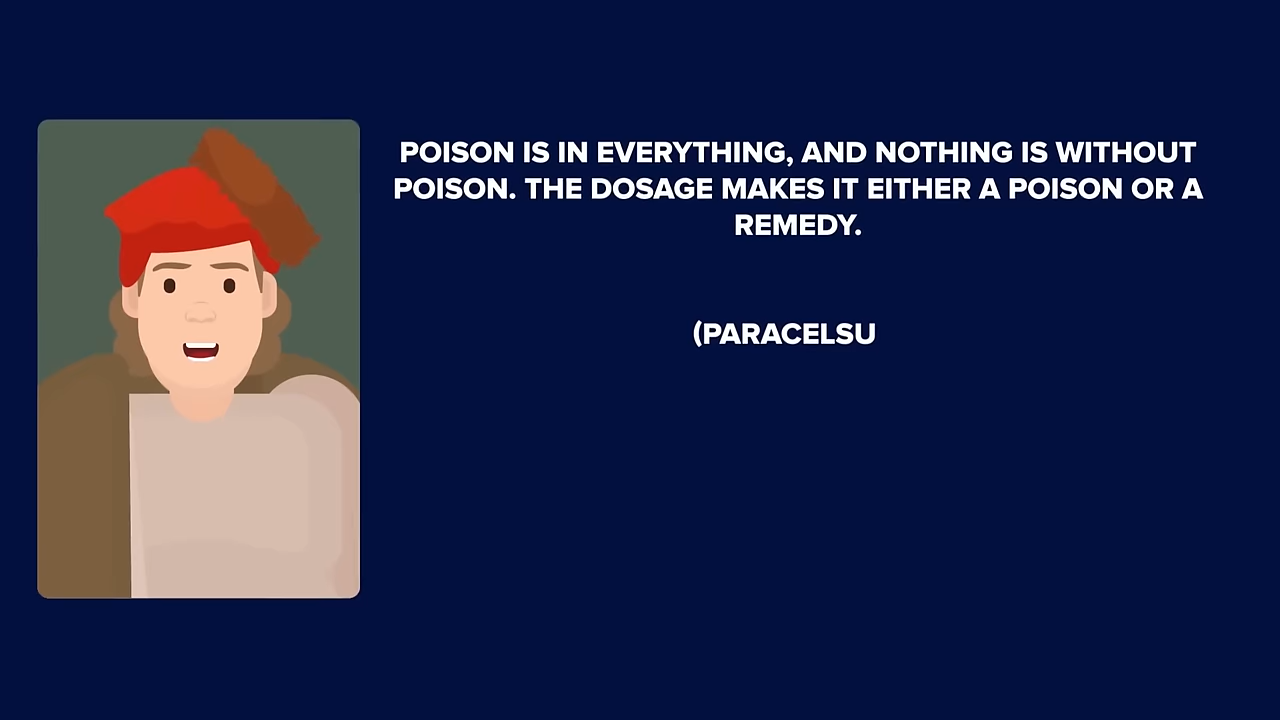 POISON IS IN EVERYTHING, AND NOTHING IS WITHOUT
POISON. THE DOSAGE MAKES IT EITHER A POISON OR A
REMEDY.
(PARACELSU